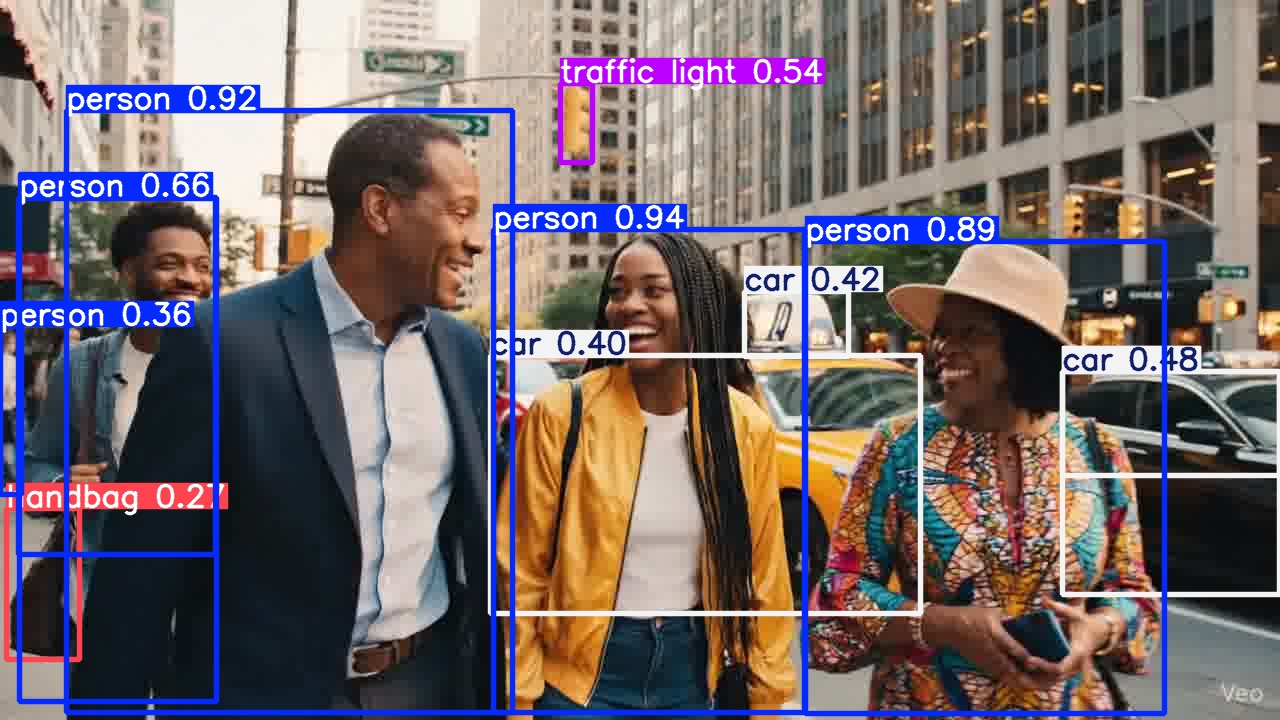 traffic light 0.54
person 0.92
person 0.66
person 0.94
person 0.89
car 0.42
person 0.36
car 0.40
car 0.48
handbag 0.27
Veo